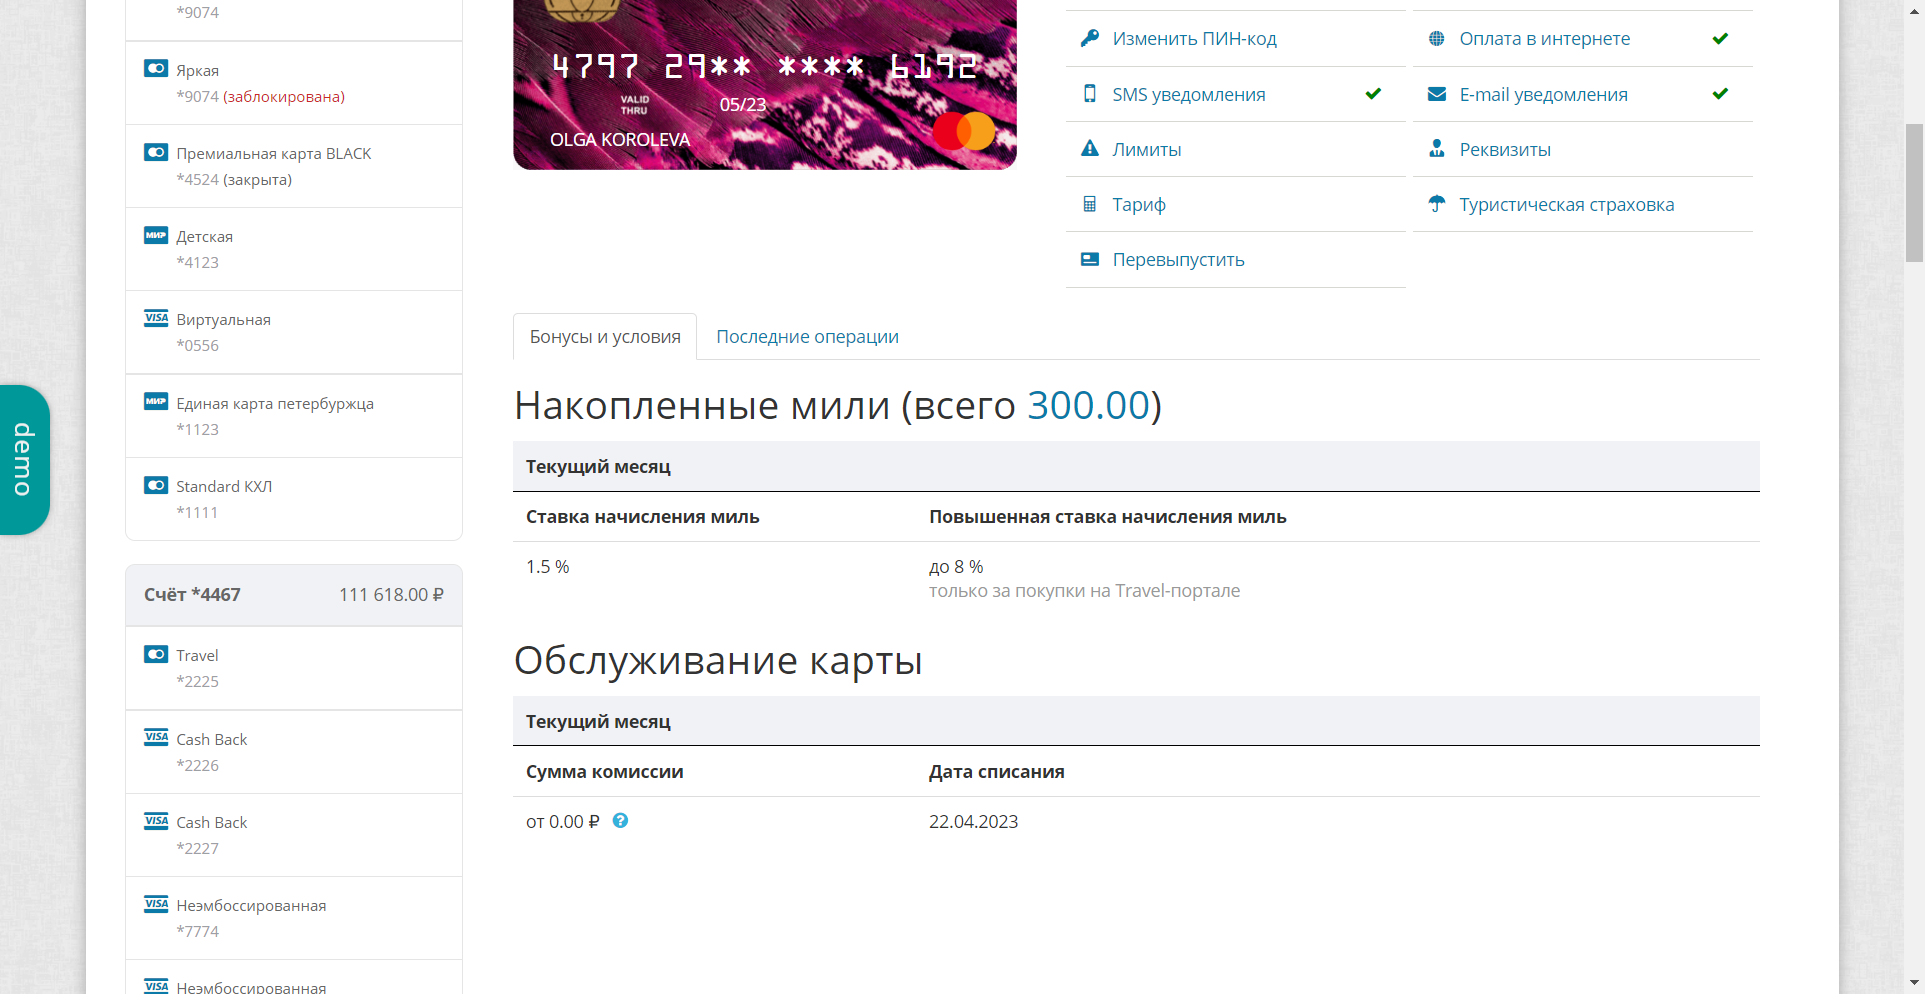 *9074
Яркая
*9074 (заблокирована)
Премиальная карта BLACK
*4524 (закрыта)
МИР
Детская
*4123
VISA
Виртуальная
*0556
МИР
Единая карта петербуржца
*1123
Standard КХЛ
*1111
Счёт *4467 111 618.00 ₽
Travel
*2225
VISA
Cash Back
*2226
VISA
Cash Back
*2227
VISA
Неэмбоссированная
*7774
VISA
Неэмбоссированная
demo
4797 29** **** 6192
VALID
THRU
05/23
OLGA KOROLEVA
Изменить ПИН-код
Оплата в интернете
SMS уведомления
E-mail уведомления
Лимиты
Реквизиты
Тариф
Туристическая страховка
Перевыпустить
Бонусы и условия
Последние операции
Накопленные мили (всего 300.00)
Текущий месяц
Ставка начисления миль
Повышенная ставка начисления миль
1.5 %
до 8 %
только за покупки на Travel-портале
Обслуживание карты
Текущий месяц
Сумма комиссии
Дата списания
от 0.00 ₽ ?
22.04.2023